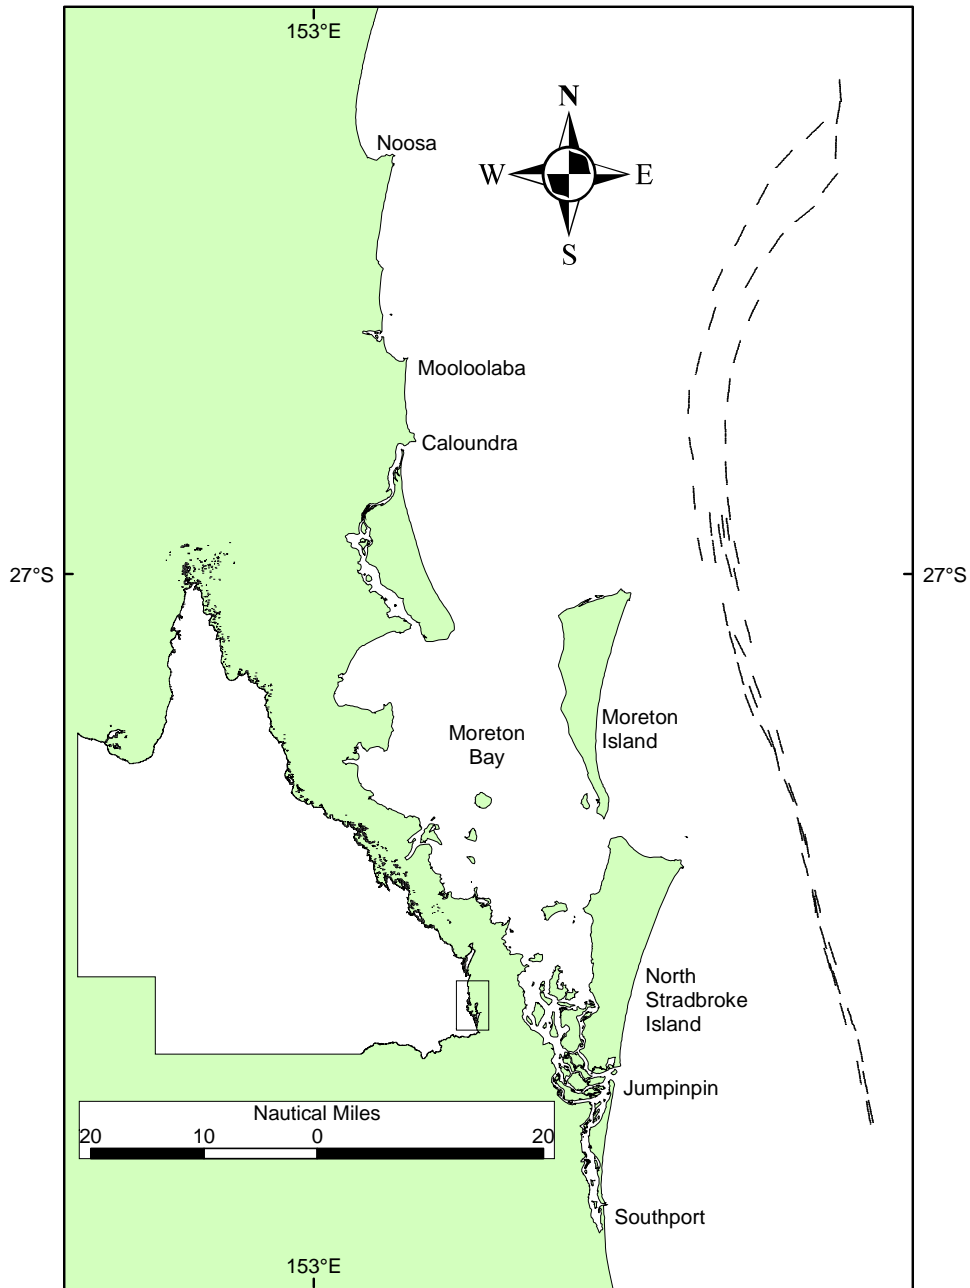 153°E
N
Noosa
W E
S
Mooloolaba
Caloundra
27°S 27°S
Moreton
Bay
Moreton
Island
North
Stradbroke
Island
Jumpinpin
Nautical Miles
20 10 0 20
Southport
153°E